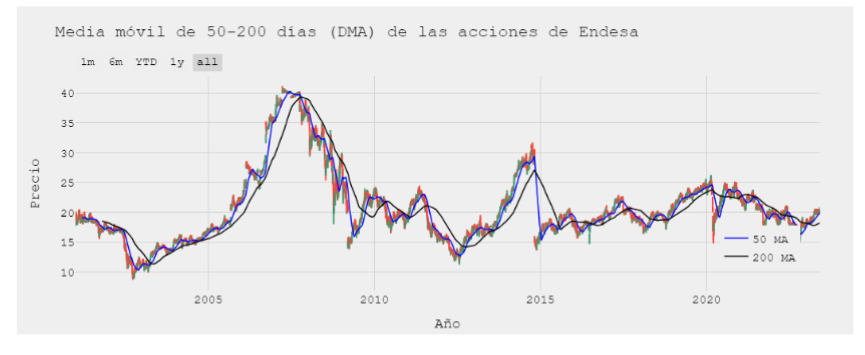 Media móvil de 50-200 días (DMA) de las acciones de Endesa
1m 6m YTD 1y all
40
35
30
25
20
15
10
Precio
50 MA
200 MA
2005 2010 2015 2020
Año